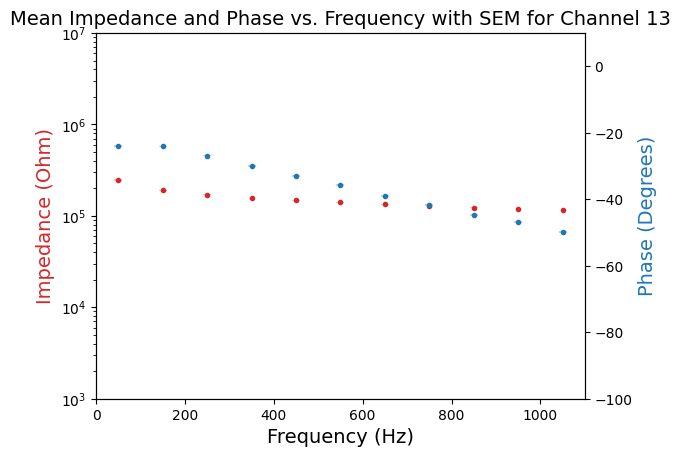 Mean Impedance and Phase vs. Frequency with SEM for Channel 13
10^7
10^6
10^5
10^4
10^3
Impedance (Ohm)
0
−20
−40
−60
−80
−100
Phase (Degrees)
0 200 400 600 800 1000
Frequency (Hz)